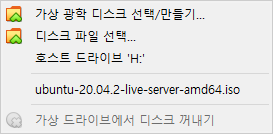 가상 광학 디스크 선택/만들기...
디스크 파일 선택...
호스트 드라이브 'H:'
ubuntu-20.04.2-live-server-amd64.iso
가상 드라이브에서 디스크 꺼내기